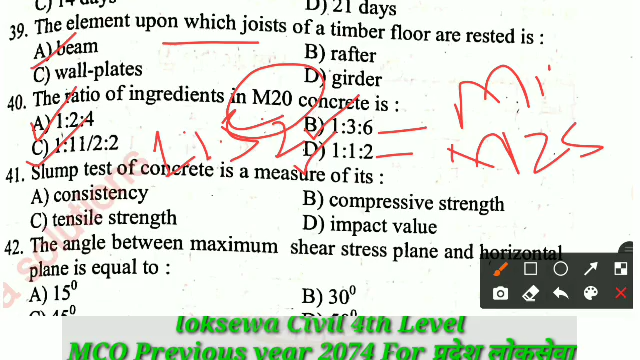 C) 14 days D) 21 days
39. The element upon which joists of a timber floor are rested is :
A) beam B) rafter
C) wall-plates D) girder
40. The ratio of ingredients in M20 concrete is :
A) 1:2:4 B) 1:3:6
C) 1:11/2:2 D) 1:1:2
41. Slump test of concrete is a measure of its :
A) consistency B) compressive strength
C) tensile strength D) impact value
42. The angle between maximum shear stress plane and horizontal
plane is equal to :
A) 15⁰ B) 30⁰
M25
a solutions
loksewa Civil 4th Level
MCQ Previous year 2074 For प्रदेश लोकसेवा